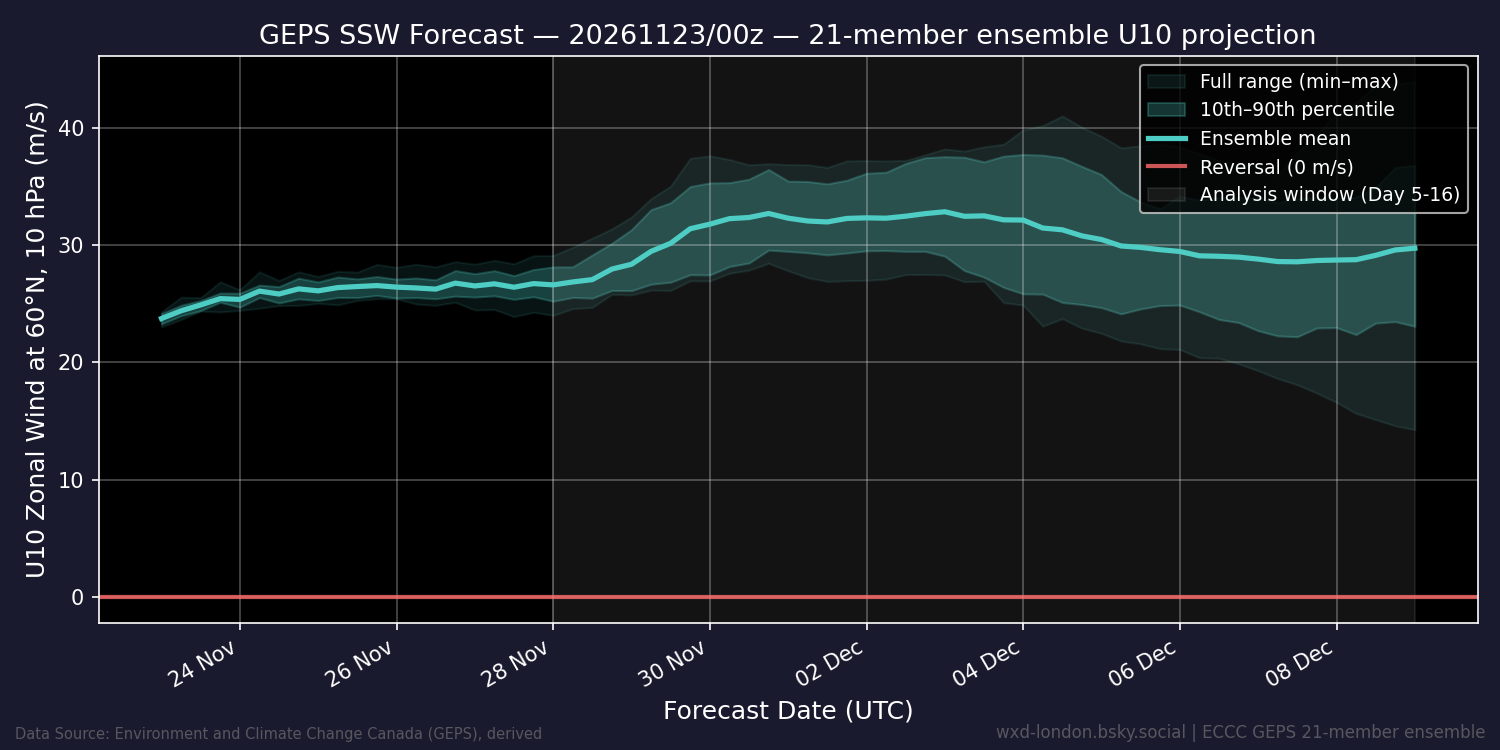 GEPS SSW Forecast — 20261123/00z — 21-member ensemble U10 projection
Full range (min–max)
10th–90th percentile
Ensemble mean
Reversal (0 m/s)
Analysis window (Day 5-16)
U10 Zonal Wind at 60°N, 10 hPa (m/s)
40
30
20
10
0
24 Nov
26 Nov
28 Nov
30 Nov
02 Dec
04 Dec
06 Dec
08 Dec
Forecast Date (UTC)
Data Source: Environment and Climate Change Canada (GEPS), derived
wxd-london.bsky.social | ECCC GEPS 21-member ensemble